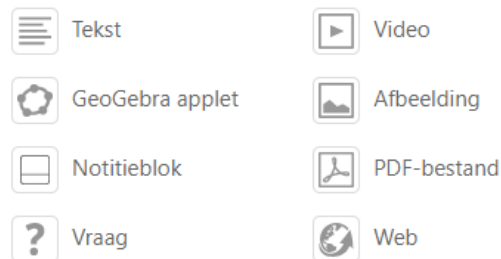 Tekst
Video
GeoGebra applet
Afbeelding
Notitieblok
PDF-bestand
Vraag
Web